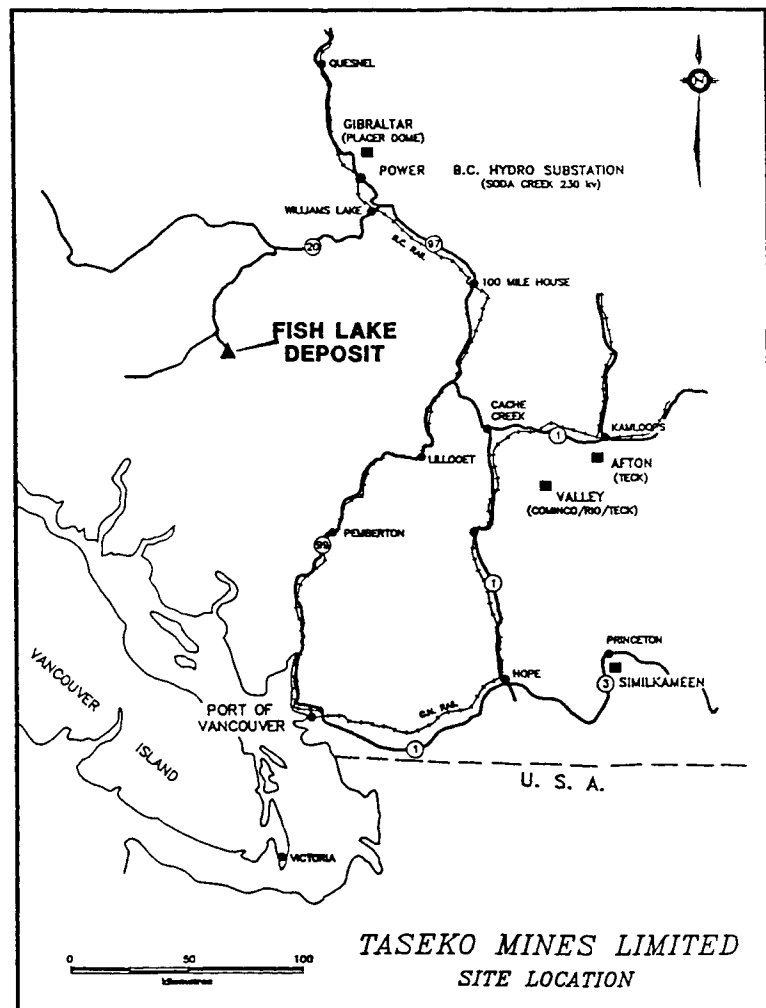 QUESNEL
GIBRALTAR
(PLACER DOME)
N
POWER
B.C. HYDRO SUBSTATION
(SODA CREEK 230 kv)
WILLIAMS LAKE
20
97
B.C. RAIL
100 MILE HOUSE
FISH LAKE
DEPOSIT
CACHE
CREEK
1
KAMLOOPS
LILLOOET
AFTON
(TECK)
VALLEY
(COMINCO/RIO/TECK)
99
PEMBERTON
1
PRINCETON
HOPE
3
SIMILKAMEEN
VANCOUVER
ISLAND
PORT OF
VANCOUVER
C.N. RAIL
1
U. S. A.
VICTORIA
0 50 100
kilometres
TASEKO MINES LIMITED
SITE LOCATION